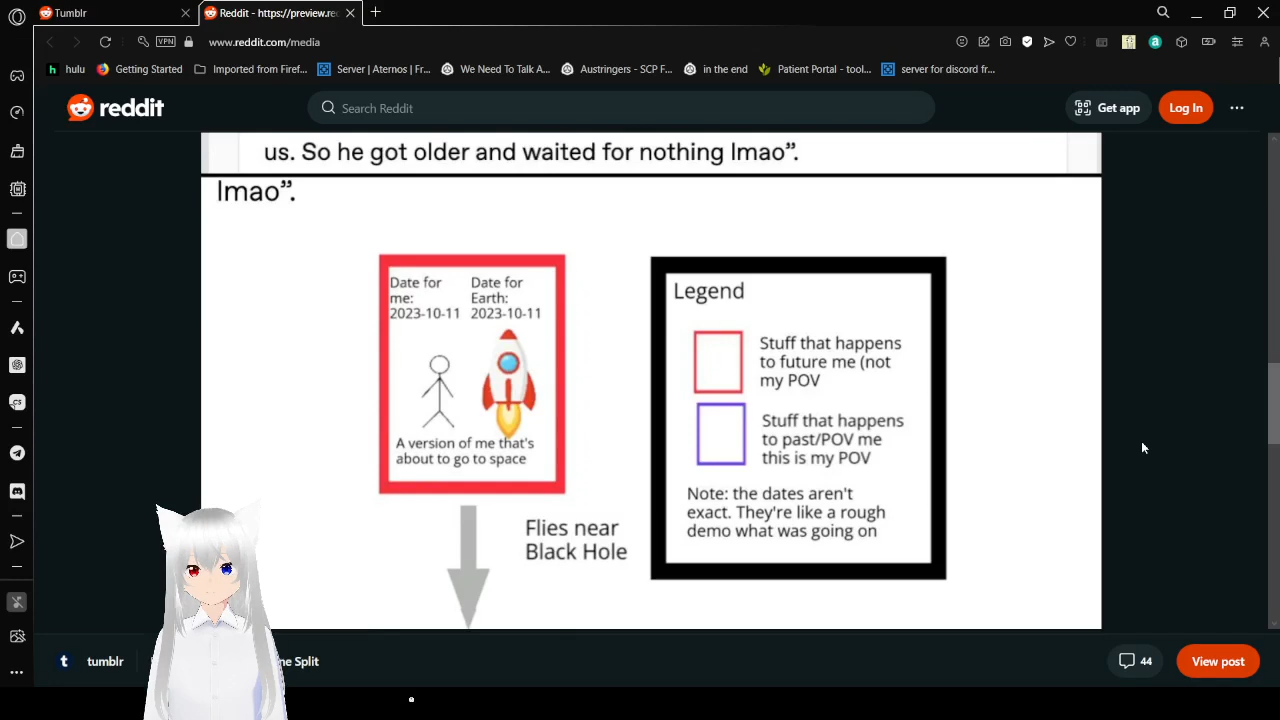 Tumblr
Reddit - https://preview.red
VPN
www.reddit.com/media
hulu
Getting Started
Imported from Firef...
Server | Aternos | Fr...
We Need To Talk A...
Austringers - SCP F...
in the end
Patient Portal - tool...
server for discord fr...
reddit
Search Reddit
Get app
Log In
us. So he got older and waited for nothing lmao”.
lmao”.
Date for me: 2023-10-11
Date for Earth: 2023-10-11
A version of me that's
about to go to space
Flies near
Black Hole
Legend
Stuff that happens
to future me (not
my POV
Stuff that happens
to past/POV me
this is my POV
Note: the dates aren't
exact. They're like a rough
demo what was going on
tumblr
ne Split
44
View post